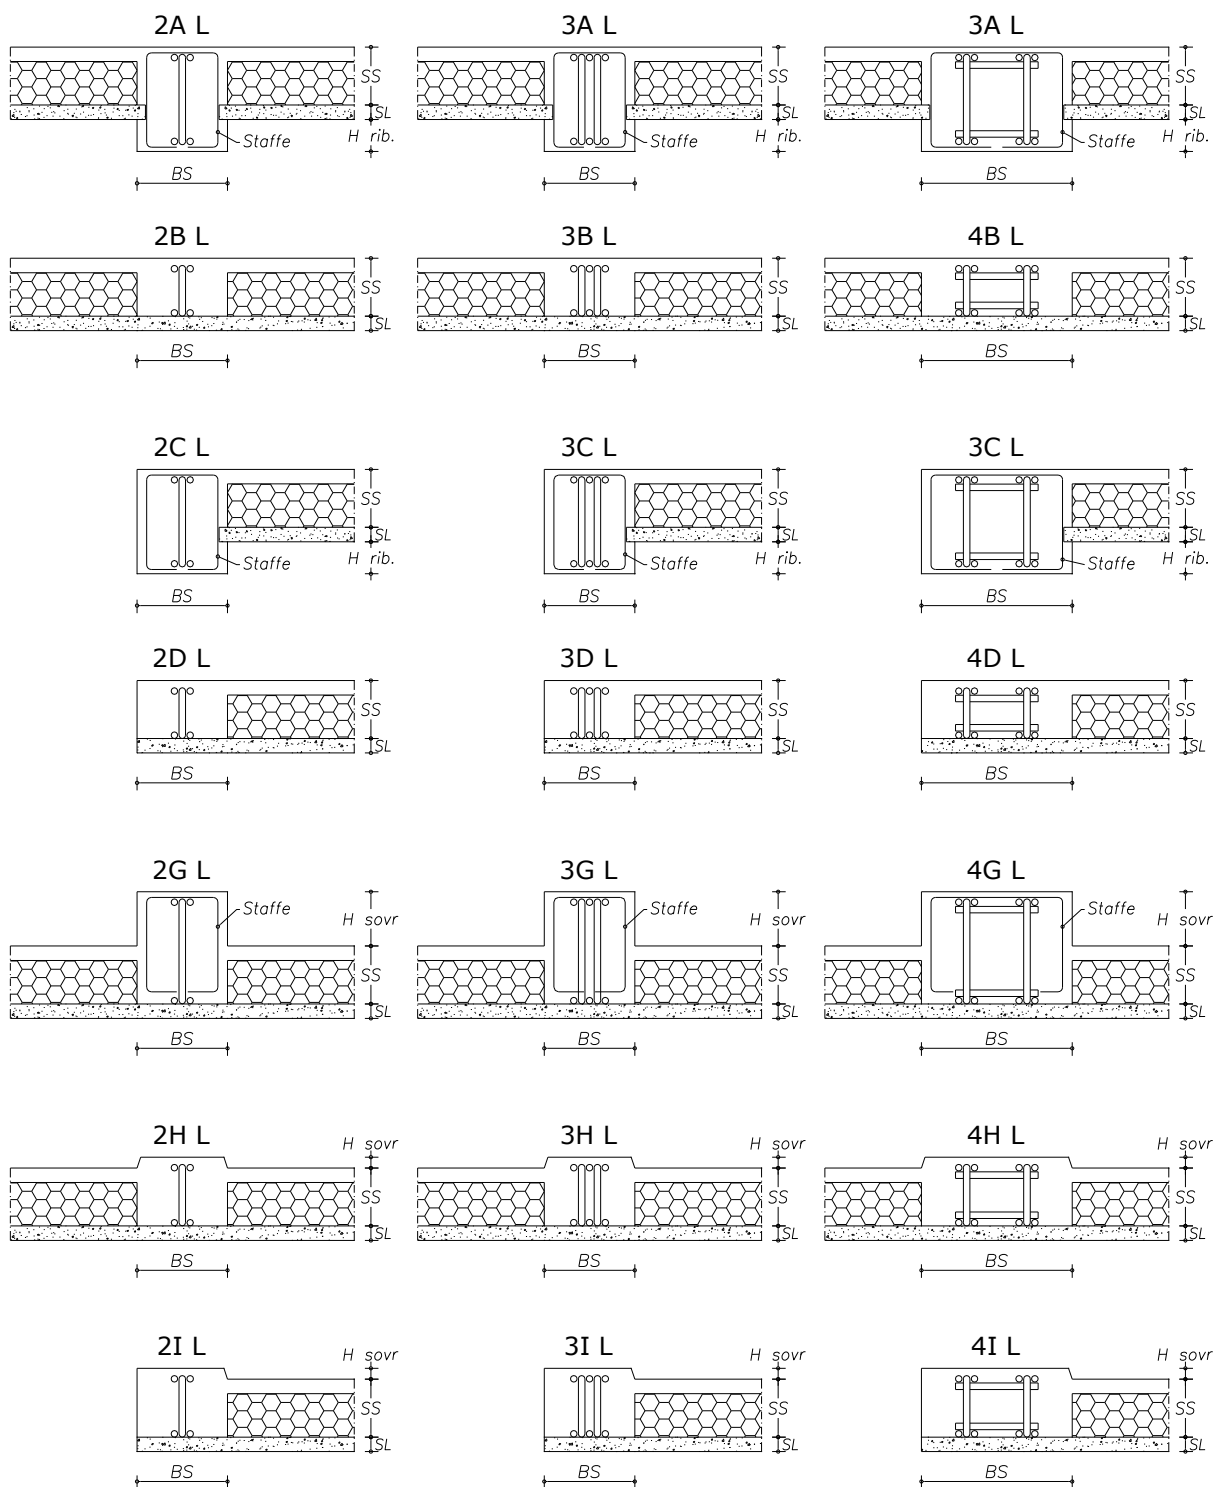 2A L 3A L 3A L
SS SS SS
SL SL SL
Staffe H rib. Staffe H rib. Staffe H rib.
BS BS BS
2B L 3B L 4B L
SS SS SS
SL SL SL
BS BS BS
2C L 3C L 3C L
SS SS SS
SL SL SL
Staffe H rib. Staffe H rib. Staffe H rib.
BS BS BS
2D L 3D L 4D L
SS SS SS
SL SL SL
BS BS BS
2G L 3G L 4G L
Staffe H sovr Staffe H sovr Staffe H sovr
SS SS SS
SL SL SL
BS BS BS
2H L H sovr 3H L H sovr 4H L H sovr
SS SS SS
SL SL SL
BS BS BS
2I L H sovr 3I L H sovr 4I L H sovr
SS SS SS
SL SL SL
BS BS BS